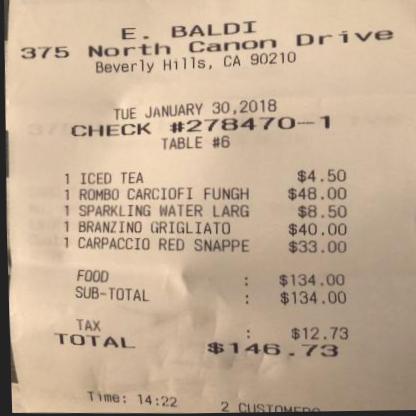 E. BALDI
375 North Canon Drive
Beverly Hills, CA 90210
TUE JANUARY 30,2018
CHECK #278470-1
TABLE #6
1 ICED TEA $4.50
1 ROMBO CARCIOFI FUNGH $48.00
1 SPARKLING WATER LARG $8.50
1 BRANZINO GRIGLIATO $40.00
1 CARPACCIO RED SNAPPE $33.00
FOOD : $134.00
SUB-TOTAL : $134.00
TAX : $12.73
TOTAL $146.73
Time: 14:22 2 CUSTOMERS